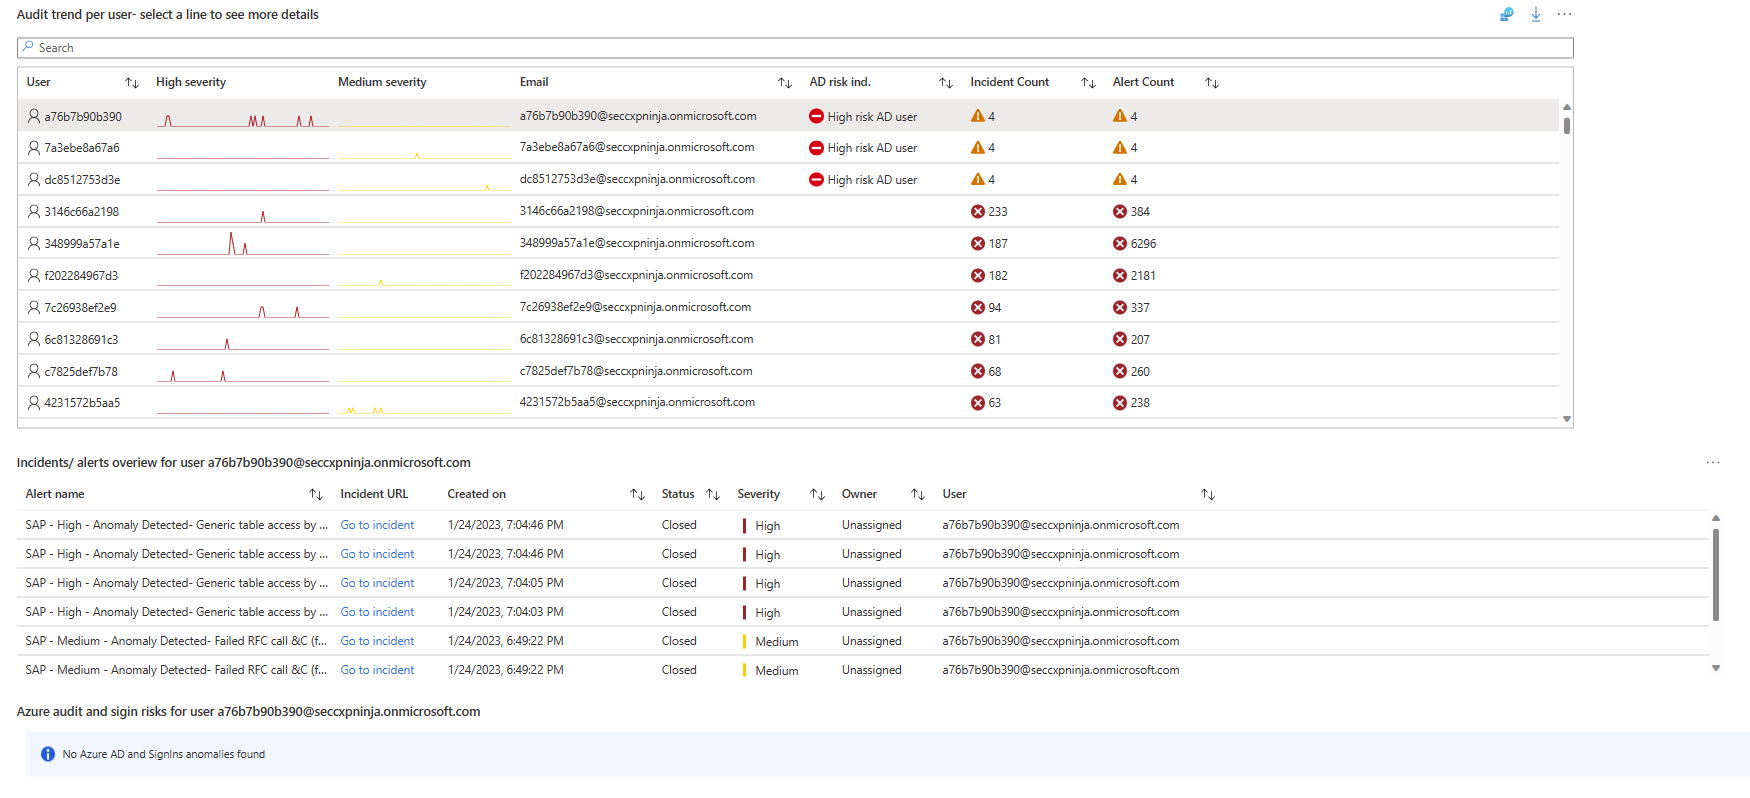 Audit trend per user- select a line to see more details
Search
User High severity Medium severity Email AD risk ind. Incident Count Alert Count
a76b7b90b390 a76b7b90b390@seccxpninja.onmicrosoft.com High risk AD user 4 4
7a3ebe8a67a6 7a3ebe8a67a6@seccxpninja.onmicrosoft.com High risk AD user 4 4
dc8512753d3e dc8512753d3e@seccxpninja.onmicrosoft.com High risk AD user 4 4
3146c66a2198 3146c66a2198@seccxpninja.onmicrosoft.com 233 384
348999a57a1e 348999a57a1e@seccxpninja.onmicrosoft.com 187 6296
f202284967d3 f202284967d3@seccxpninja.onmicrosoft.com 182 2181
7c26938ef2e9 7c26938ef2e9@seccxpninja.onmicrosoft.com 94 337
6c81328691c3 6c81328691c3@seccxpninja.onmicrosoft.com 81 207
c7825def7b78 c7825def7b78@seccxpninja.onmicrosoft.com 68 260
4231572b5aa5 4231572b5aa5@seccxpninja.onmicrosoft.com 63 238
Incidents/ alerts overiew for user a76b7b90b390@seccxpninja.onmicrosoft.com
Alert name Incident URL Created on Status Severity Owner User
SAP - High - Anomaly Detected- Generic table access by ... Go to incident 1/24/2023, 7:04:46 PM Closed High Unassigned a76b7b90b390@seccxpninja.onmicrosoft.com
SAP - High - Anomaly Detected- Generic table access by ... Go to incident 1/24/2023, 7:04:46 PM Closed High Unassigned a76b7b90b390@seccxpninja.onmicrosoft.com
SAP - High - Anomaly Detected- Generic table access by ... Go to incident 1/24/2023, 7:04:05 PM Closed High Unassigned a76b7b90b390@seccxpninja.onmicrosoft.com
SAP - High - Anomaly Detected- Generic table access by ... Go to incident 1/24/2023, 7:04:03 PM Closed High Unassigned a76b7b90b390@seccxpninja.onmicrosoft.com
SAP - Medium - Anomaly Detected- Failed RFC call &C (f... Go to incident 1/24/2023, 6:49:22 PM Closed Medium Unassigned a76b7b90b390@seccxpninja.onmicrosoft.com
SAP - Medium - Anomaly Detected- Failed RFC call &C (f... Go to incident 1/24/2023, 6:49:22 PM Closed Medium Unassigned a76b7b90b390@seccxpninja.onmicrosoft.com
Azure audit and sigin risks for user a76b7b90b390@seccxpninja.onmicrosoft.com
No Azure AD and SignIns anomalies found